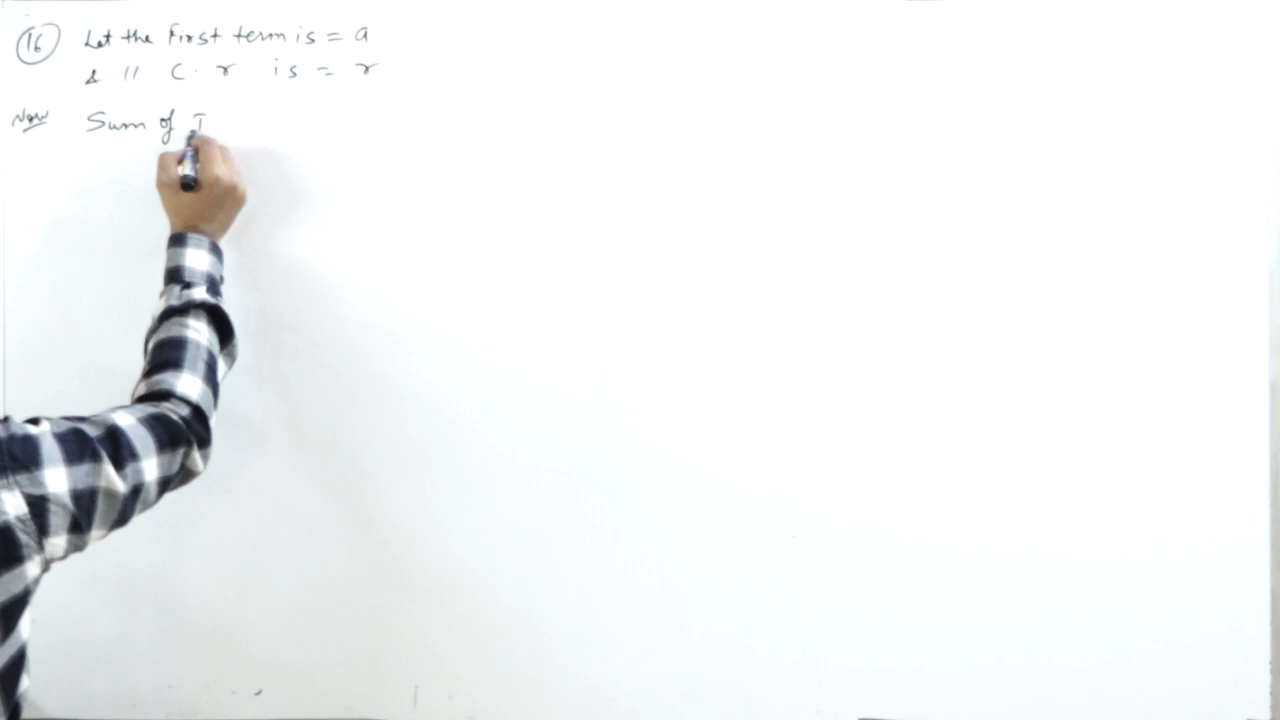 16 Let the First term is = a
& " C. r is = r
Now Sum of I